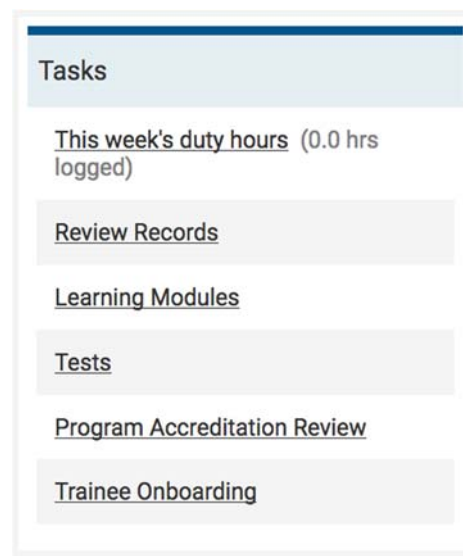 Tasks
This week's duty hours (0.0 hrs
logged)
Review Records
Learning Modules
Tests
Program Accreditation Review
Trainee Onboarding